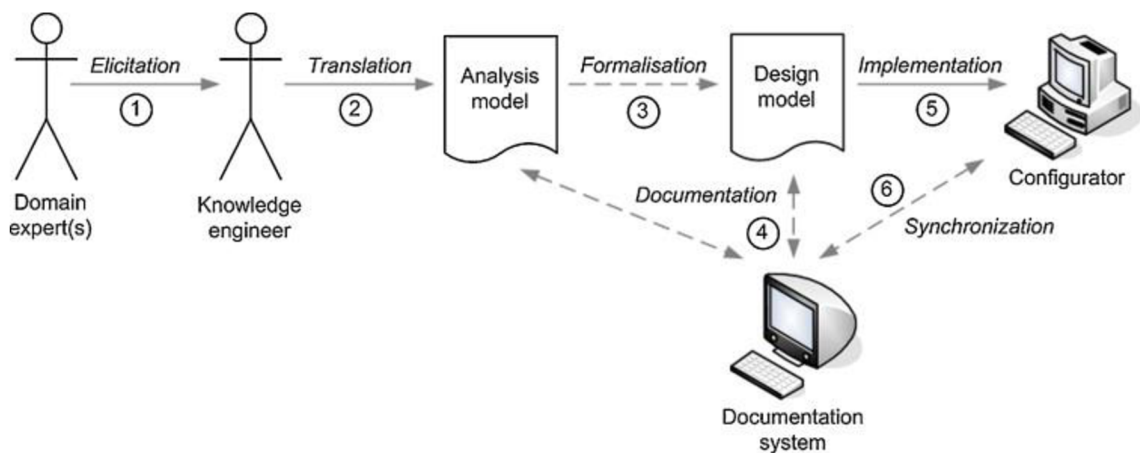 Elicitation
1
Translation
2
Analysis
model
Formalisation
3
Design
model
Implementation
5
Domain
expert(s)
Knowledge
engineer
Configurator
Documentation
4
6
Synchronization
Documentation
system